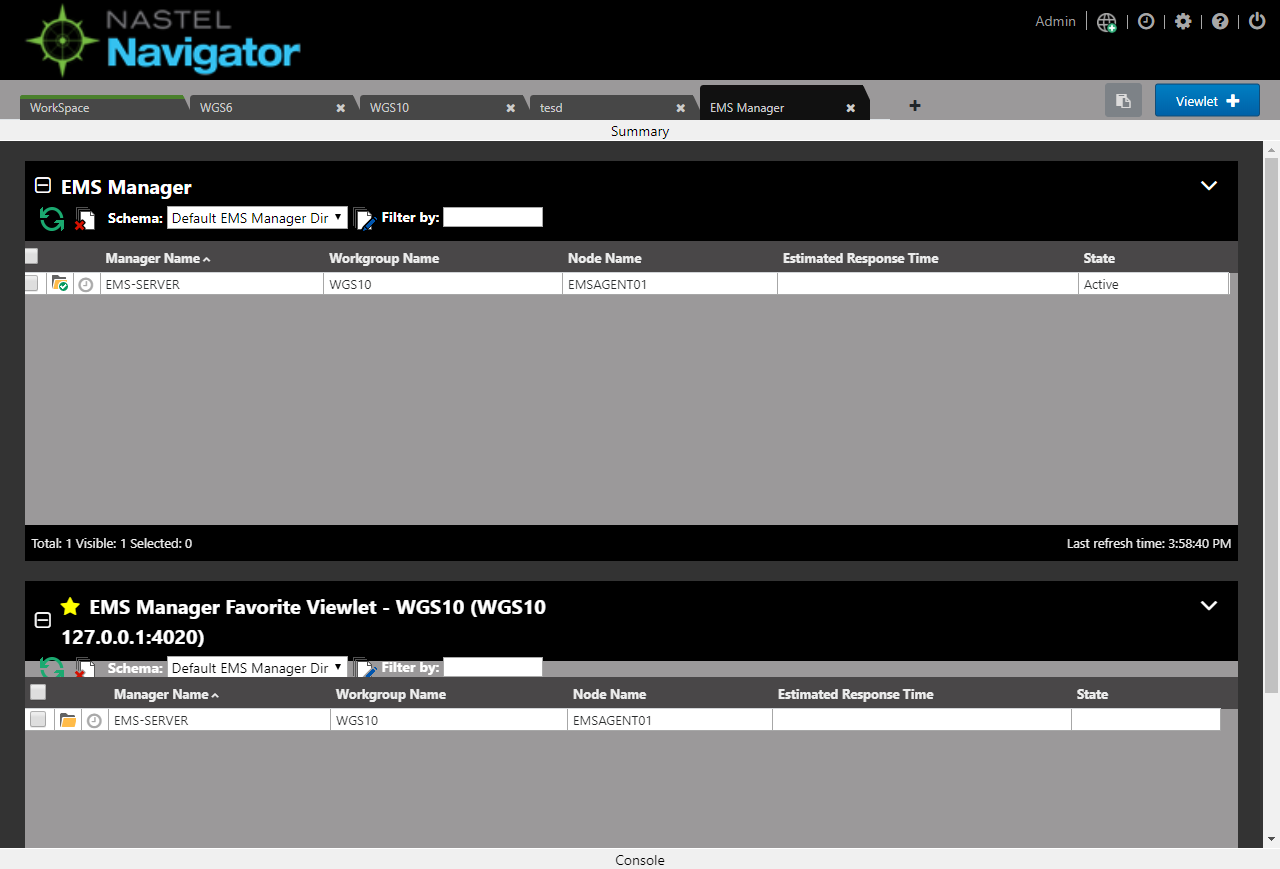 NASTEL
Navigator
Admin
WorkSpace WGS6 WGS10 tesd EMS Manager Viewlet
Summary
EMS Manager
Schema: Default EMS Manager Dir Filter by:
Manager Name Workgroup Name Node Name Estimated Response Time State
EMS-SERVER WGS10 EMSAGENT01 Active
Total: 1 Visible: 1 Selected: 0 Last refresh time: 3:58:40 PM
EMS Manager Favorite Viewlet - WGS10 (WGS10
127.0.0.1:4020)
Schema: Default EMS Manager Dir Filter by:
Manager Name Workgroup Name Node Name Estimated Response Time State
EMS-SERVER WGS10 EMSAGENT01
Console